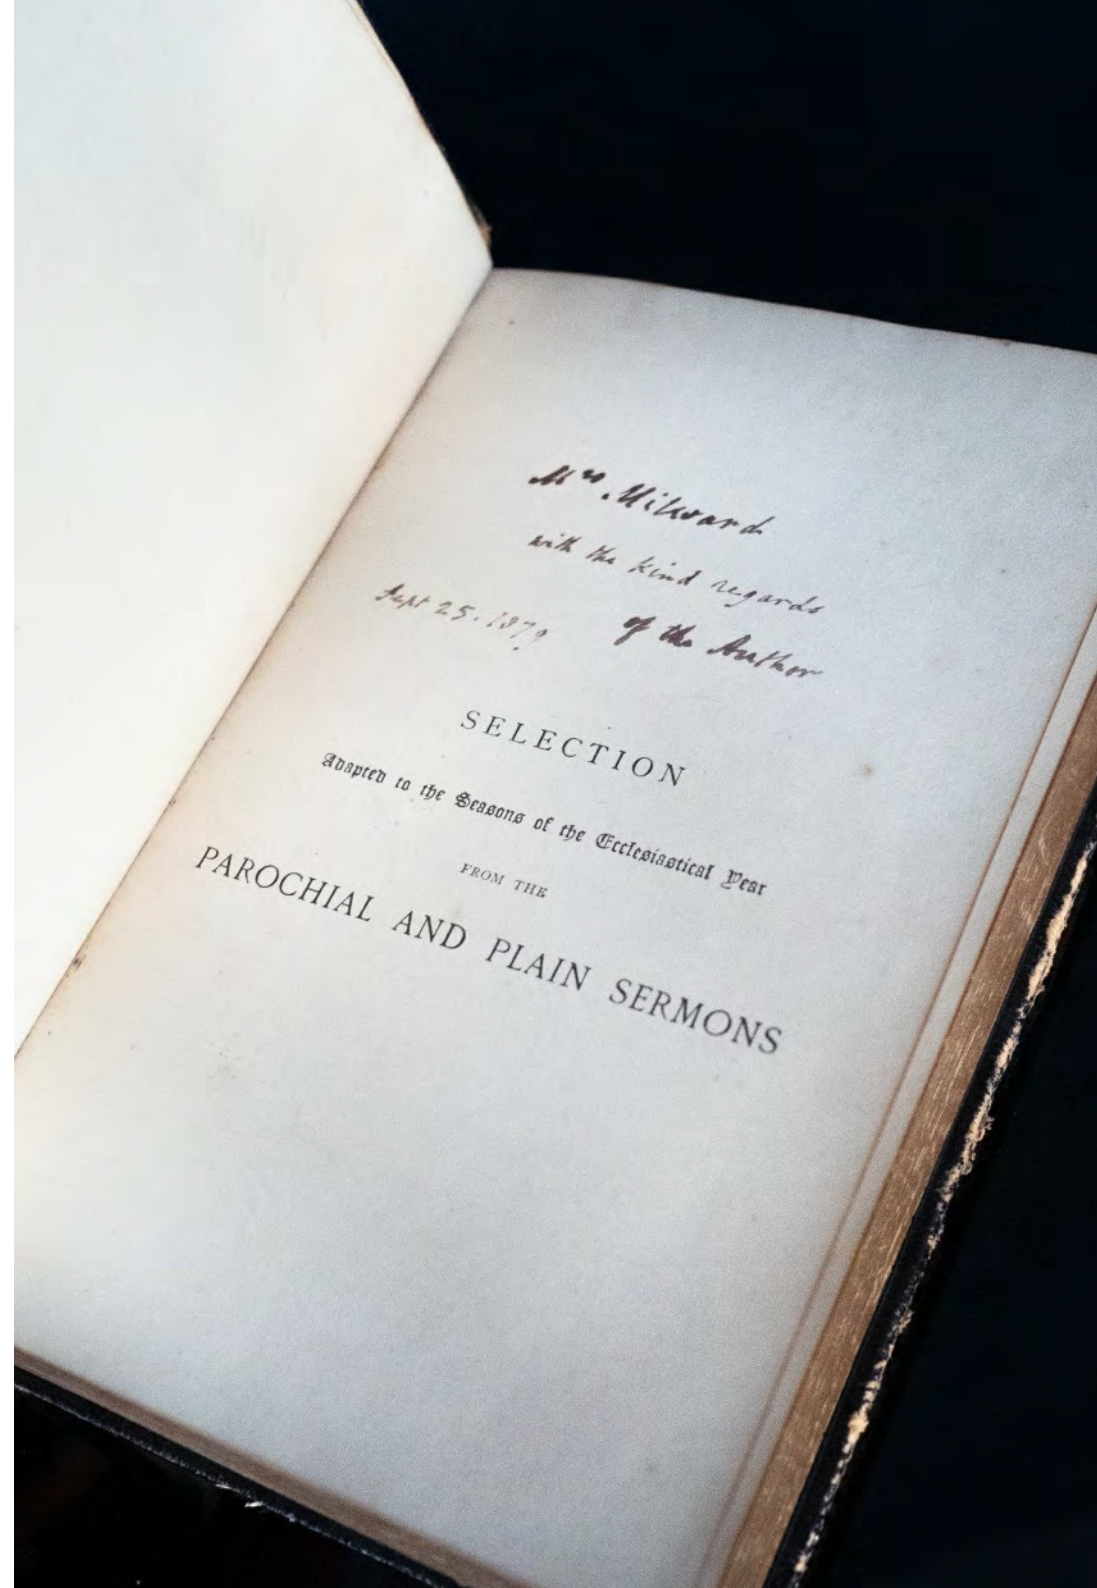 Mrs Milward
with the kind regards
of the Author
Sept 25. 1879
SELECTION
Adapted to the Seasons of the Ecclesiastical Year
FROM THE
PAROCHIAL AND PLAIN SERMONS